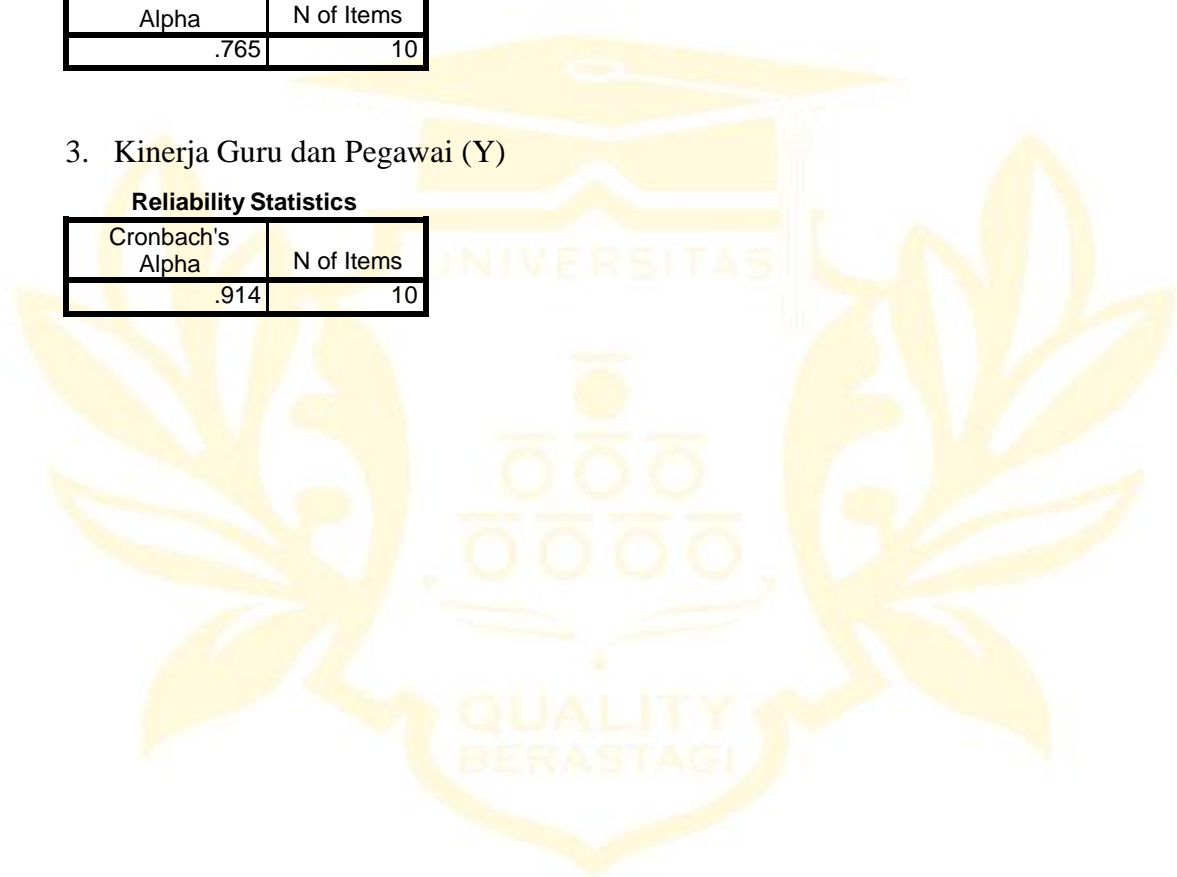 Alpha N of Items
.765 10
3. Kinerja Guru dan Pegawai (Y)
Reliability Statistics
Cronbach's
Alpha N of Items
.914 10
UNIVERSITAS
QUALITY
BERASTAGI